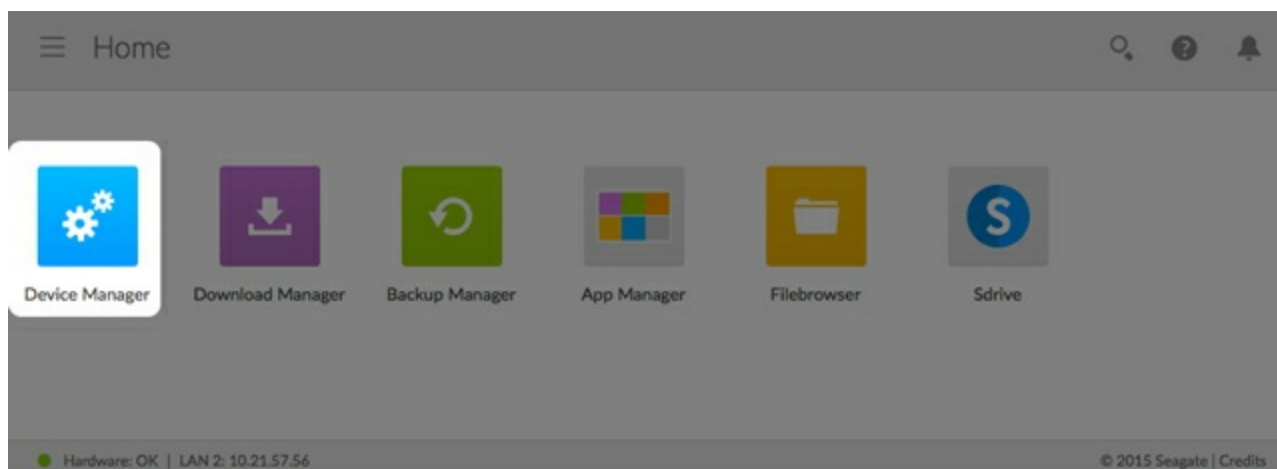 Home
Device Manager
Download Manager
Backup Manager
App Manager
Filebrowser
S
Sdrive
Hardware: OK | LAN 2: 10.21.57.56
© 2015 Seagate | Credits